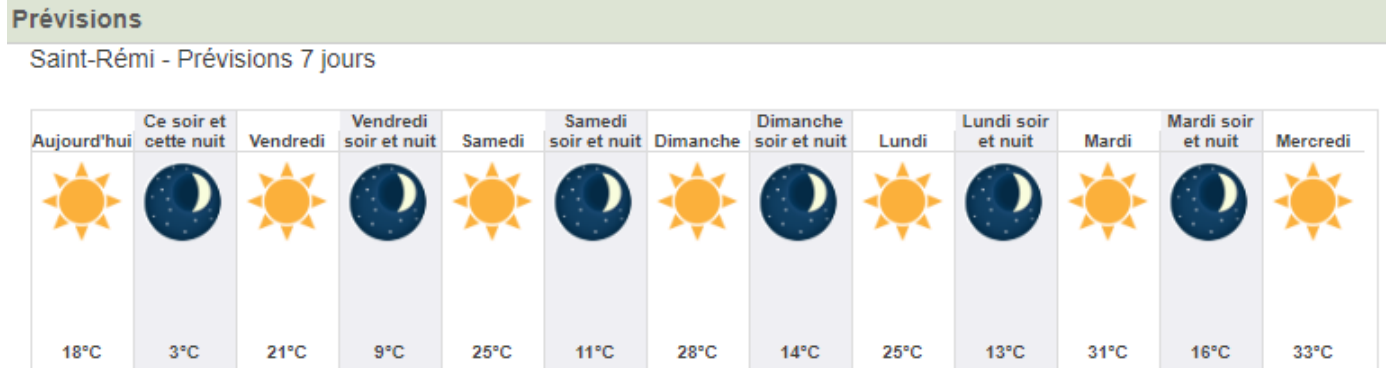 Prévisions
Saint-Rémi - Prévisions 7 jours
Aujourd'hui
Ce soir et
cette nuit
Vendredi
Vendredi
soir et nuit
Samedi
Samedi
soir et nuit
Dimanche
Dimanche
soir et nuit
Lundi
Lundi soir
et nuit
Mardi
Mardi soir
et nuit
Mercredi
18°C 3°C 21°C 9°C 25°C 11°C 28°C 14°C 25°C 13°C 31°C 16°C 33°C